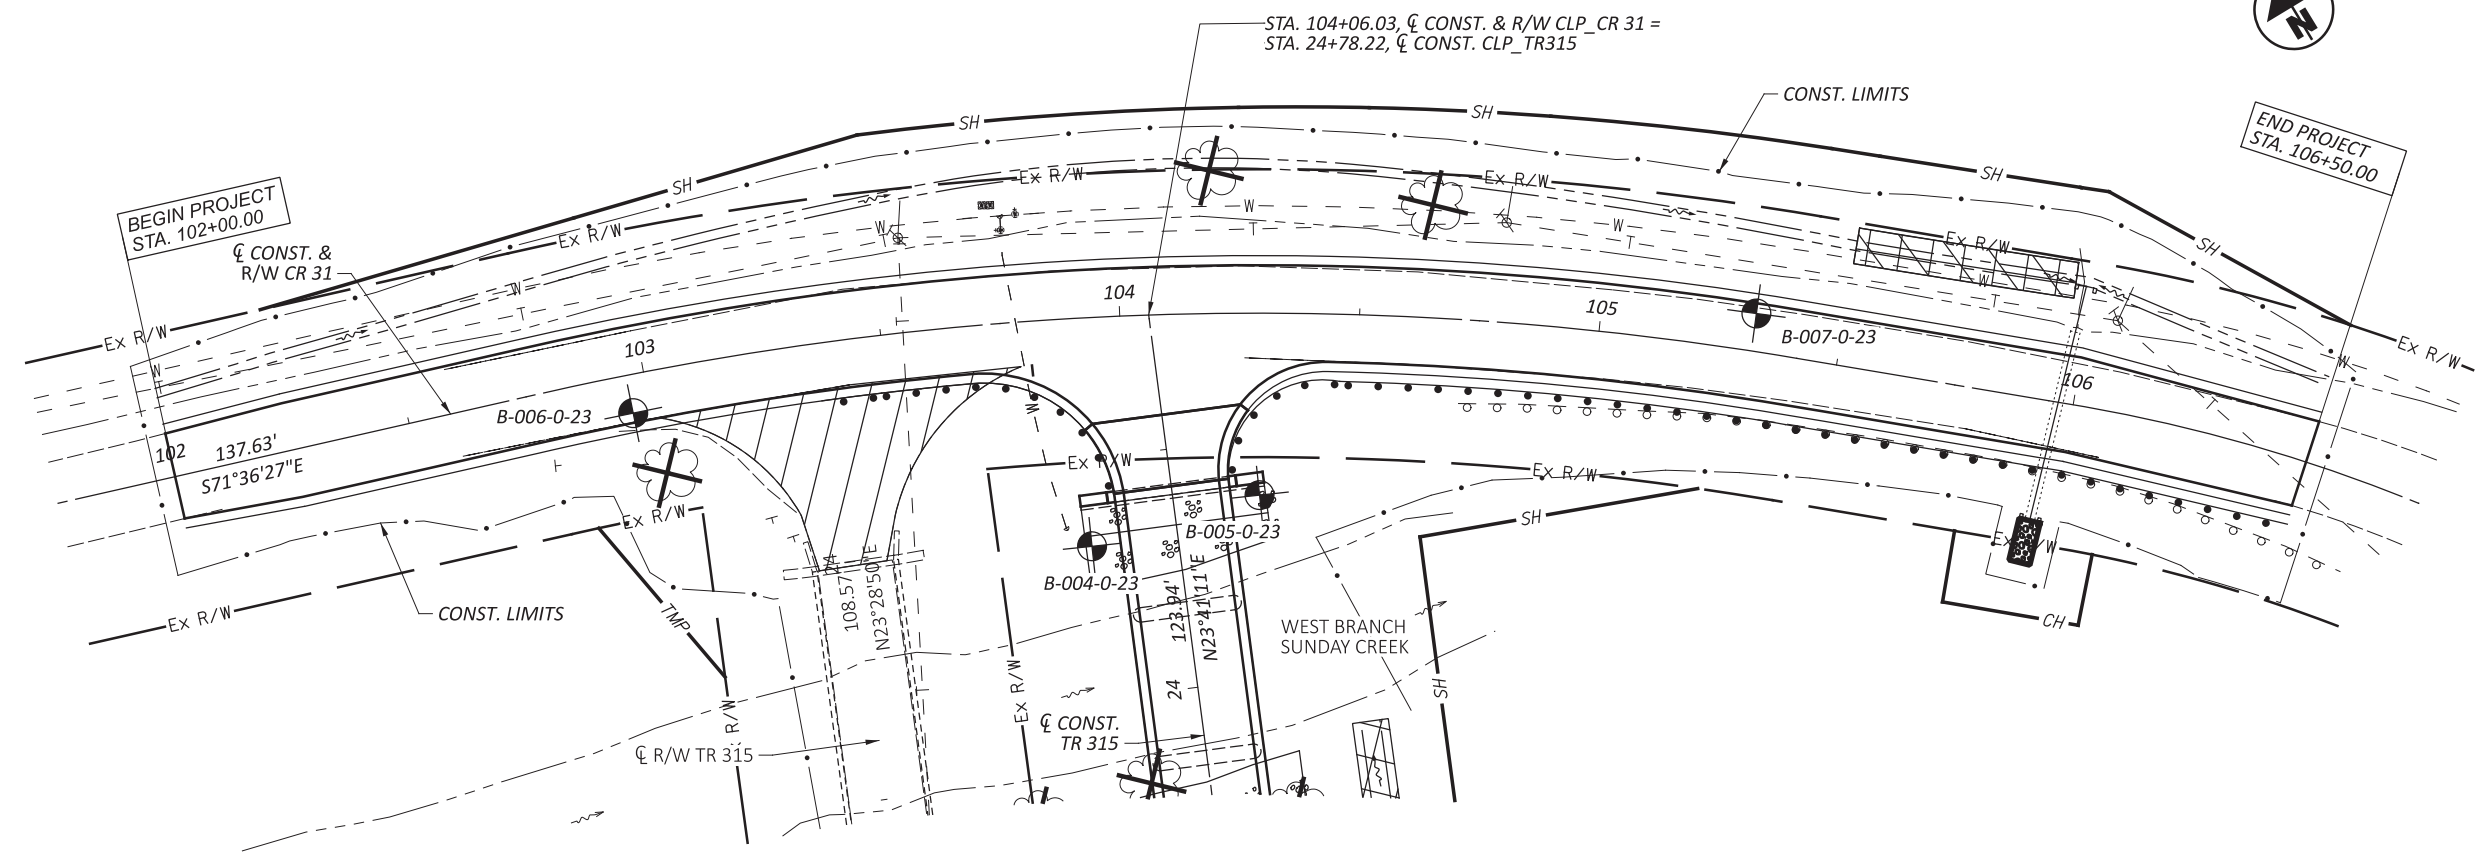 STA. 104+06.03, ℄ CONST. & R/W CLP_CR 31 =
STA. 24+78.22, ℄ CONST. CLP_TR315
N
CONST. LIMITS
END PROJECT
STA. 106+50.00
BEGIN PROJECT
STA. 102+00.00
℄ CONST. &
R/W CR 31
SH
SH
SH
SH
SH
Ex R/W
Ex R/W
Ex R/W
Ex R/W
Ex R/W
Ex R/W
W
W
W
W
W
W
W
T
T
T
T
T
T
102
103
104
105
106
137.63'
S71°36'27"E
B-006-0-23
B-007-0-23
Ex R/W
Ex R/W
Ex R/W
W
B-005-0-23
B-004-0-23
SH
Ex R/W
CH
Ex R/W
CONST. LIMITS
TMP
24
108.57'
N23°28'50"E
123.94'
N23°41'11"E
24
WEST BRANCH
SUNDAY CREEK
SH
Ex R/W
R/W
℄ R/W TR 315
℄ CONST.
TR 315